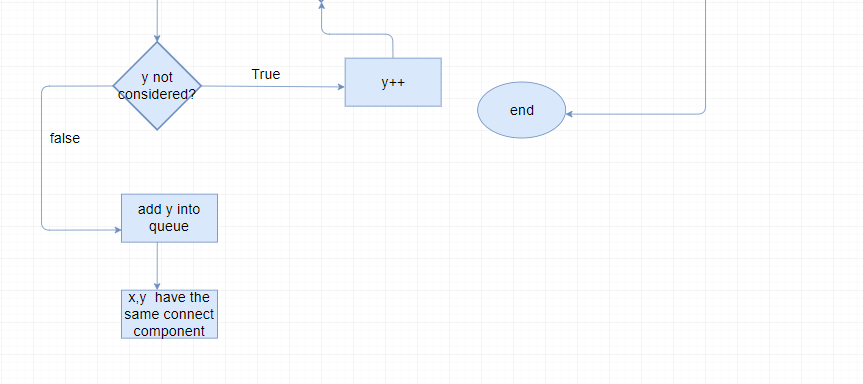 y not
considered?
True
y++
end
false
add y into
queue
x,y have the
same connect
component